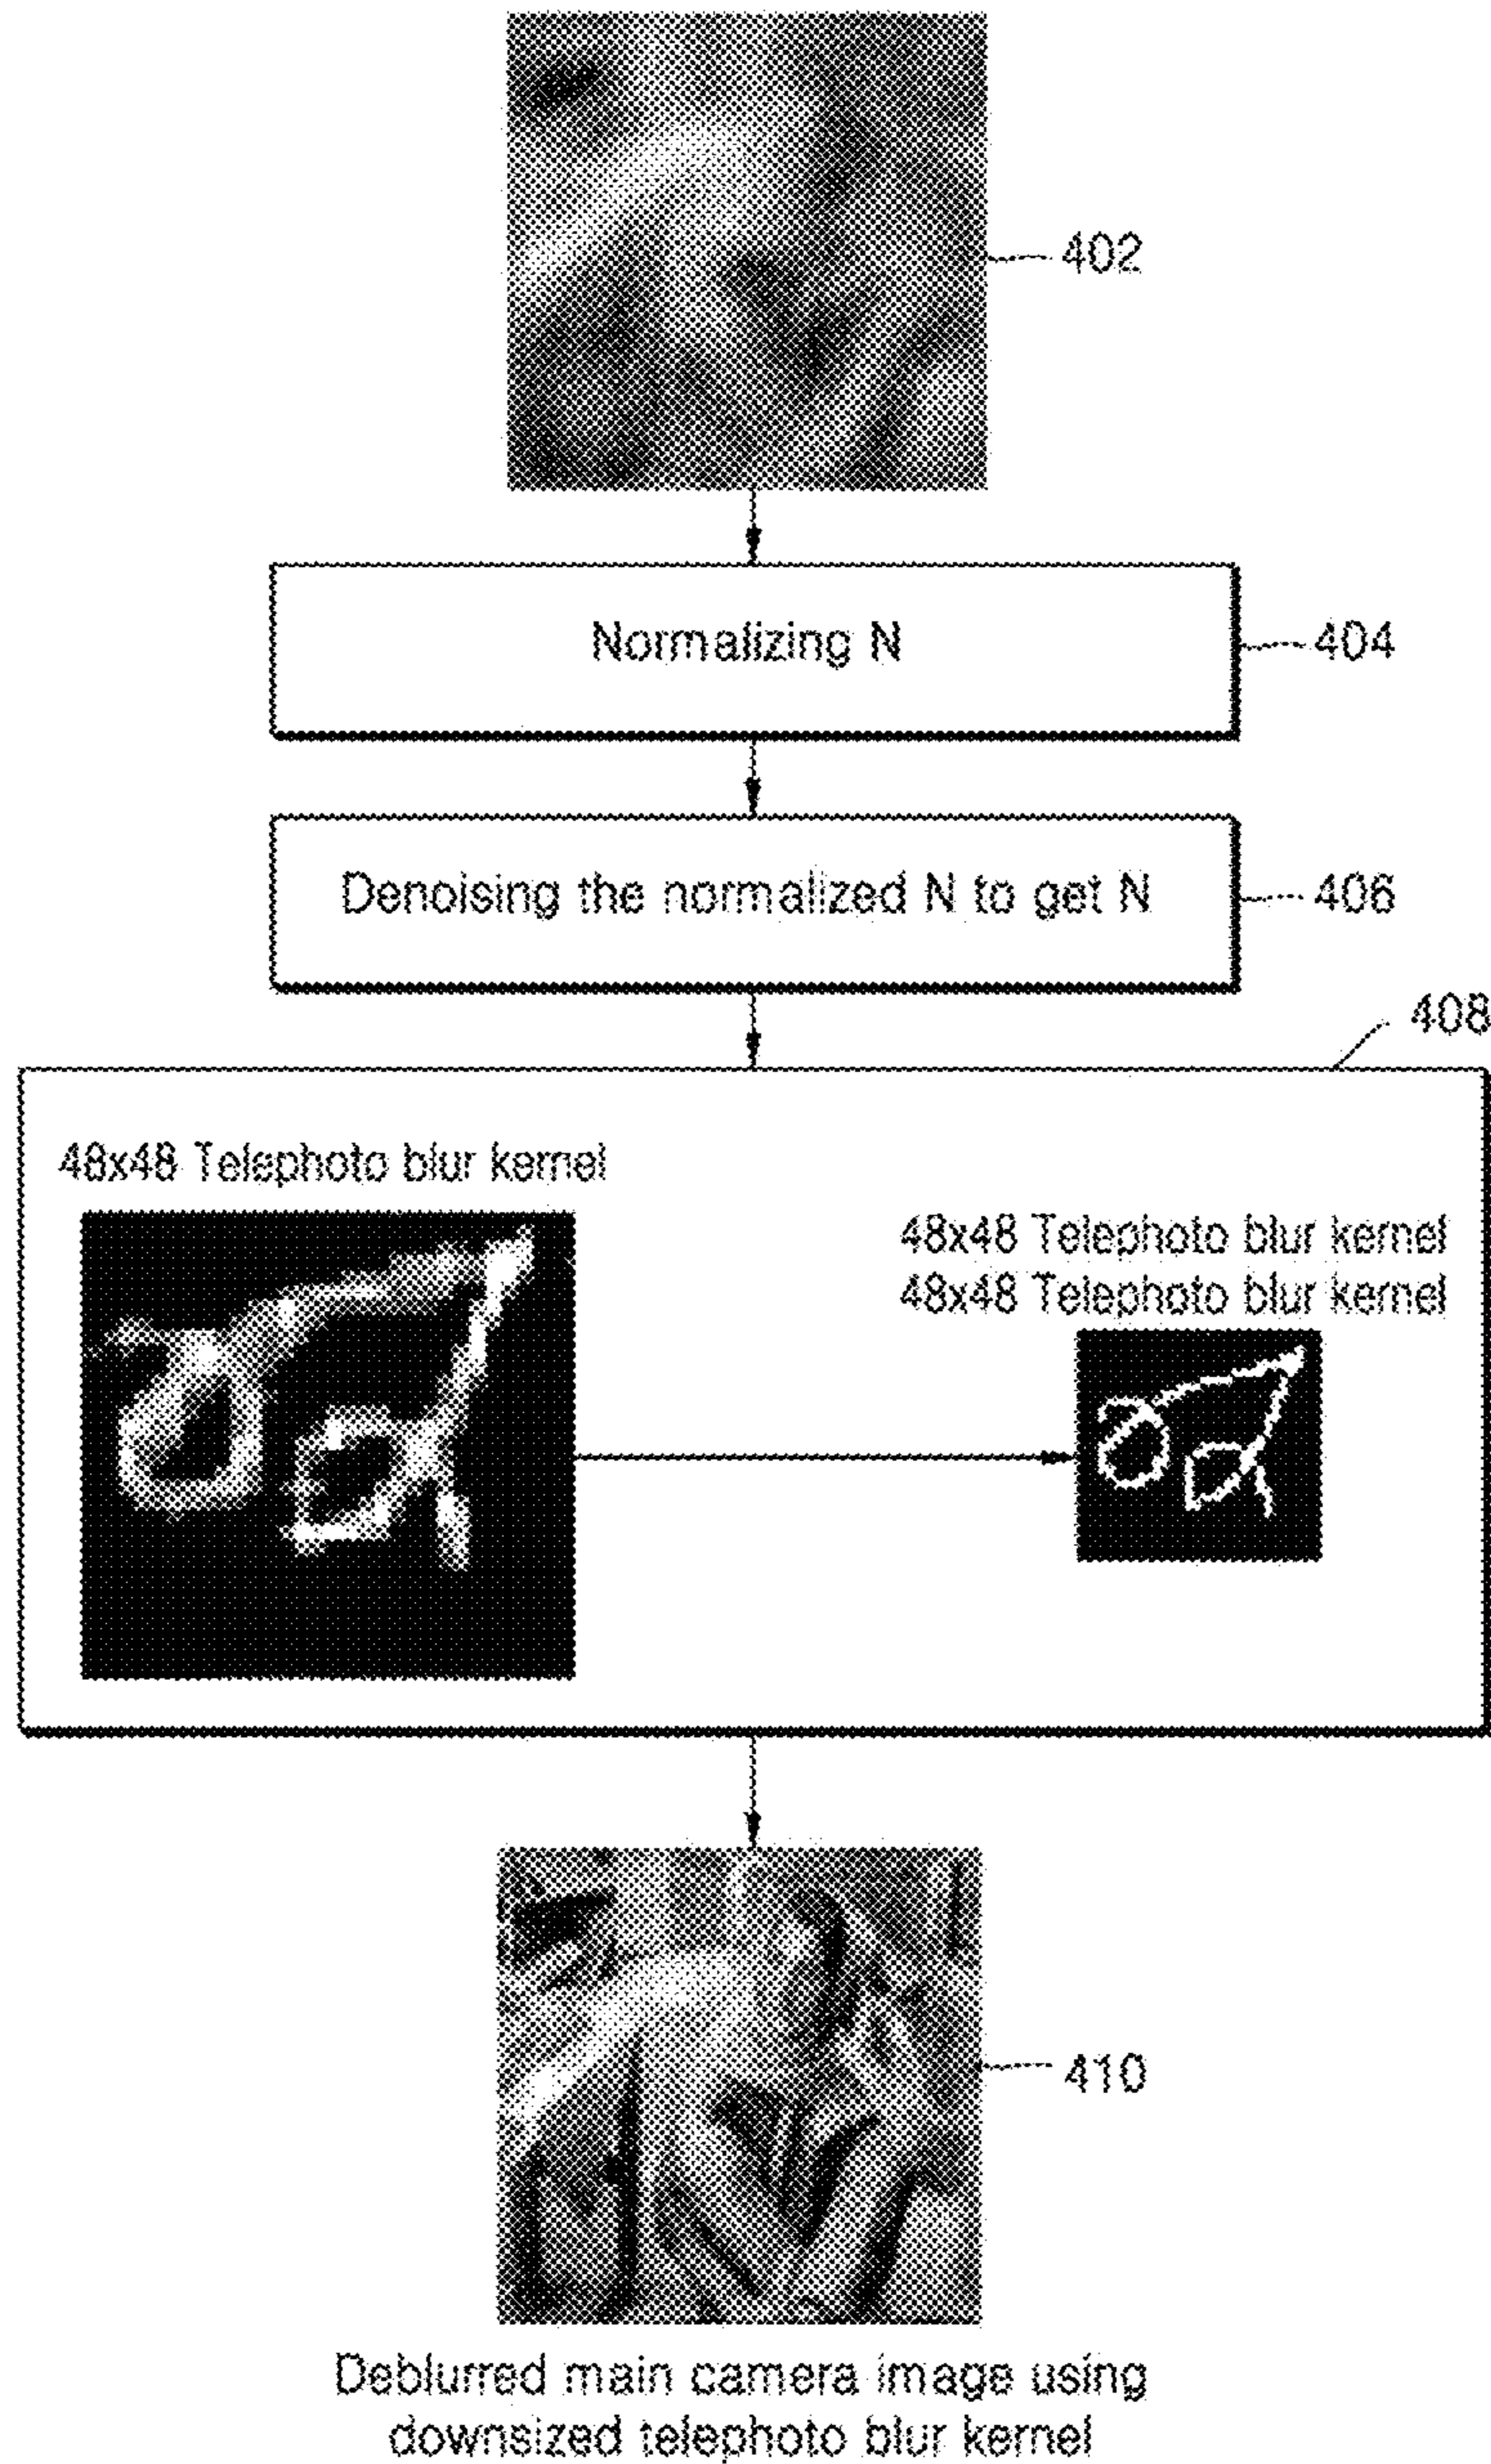 402
Normalizing N
404
Denoising the normalized N to get N
406
408
48x48 Telephoto blur kernel
48x48 Telephoto blur kernel
48x48 Telephoto blur kernel
410
Deblurred main camera image using
downsized telephoto blur kernel